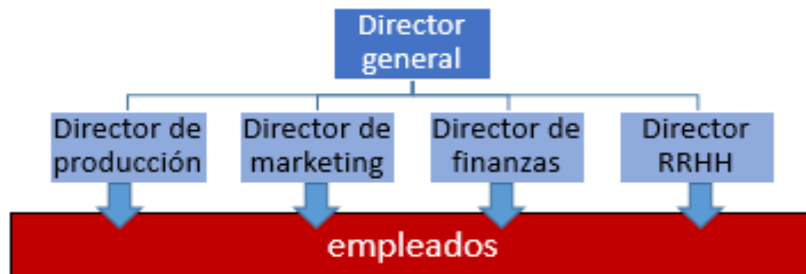 Director
general
Director de
producción
Director de
marketing
Director de
finanzas
Director
RRHH
empleados